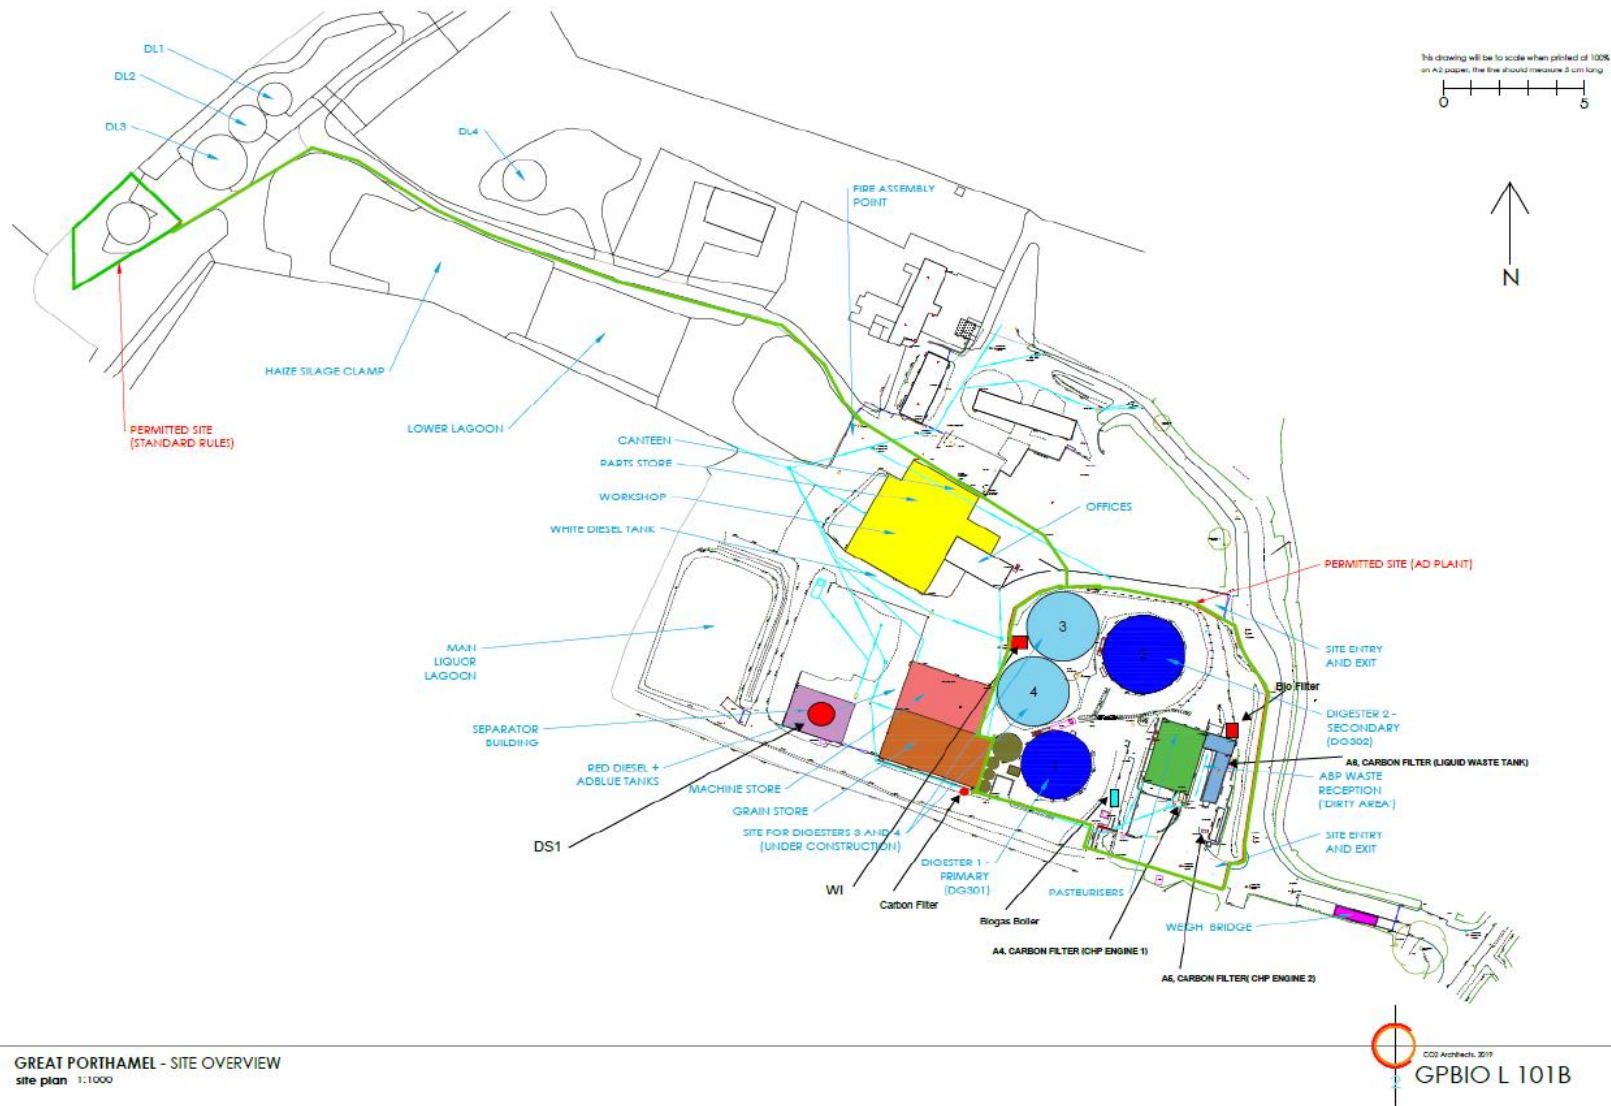 DL1
DL2
DL3
DL4
This drawing will be to scale when printed at 100%
on A2 paper, the line should measure 5 cm long
0
5
N
FIRE ASSEMBLY
POINT
HAIZE SILAGE CLAMP
LOWER LAGOON
PERMITTED SITE
(STANDARD RULES)
CANTEEN
PARTS STORE
WORKSHOP
WHITE DIESEL TANK
OFFICES
PERMITTED SITE (AD PLANT)
3
4
MAIN
LIQUOR
LAGOON
SITE ENTRY
AND EXIT
Bio Filter
SEPARATOR
BUILDING
DIGESTER 2 -
SECONDARY
(DG302)
RED DIESEL +
ADBLUE TANKS
A6, CARBON FILTER (LIQUID WASTE TANK)
ABP WASTE
RECEPTION
('DIRTY AREA')
MACHINE STORE
GRAIN STORE
SITE FOR DIGESTERS 3 AND 4
(UNDER CONSTRUCTION)
SITE ENTRY
AND EXIT
DS1
DIGESTER 1 -
PRIMARY
(DG301)
WI
Carbon Filter
PASTEURISERS
Biogas Boiler
WEIGH BRIDGE
A4, CARBON FILTER (CHP ENGINE 1)
A5, CARBON FILTER( CHP ENGINE 2)
GREAT PORTHAMEL - SITE OVERVIEW
site plan 1:1000
CO2 Architects. 2019
GPBIO L 101B
2